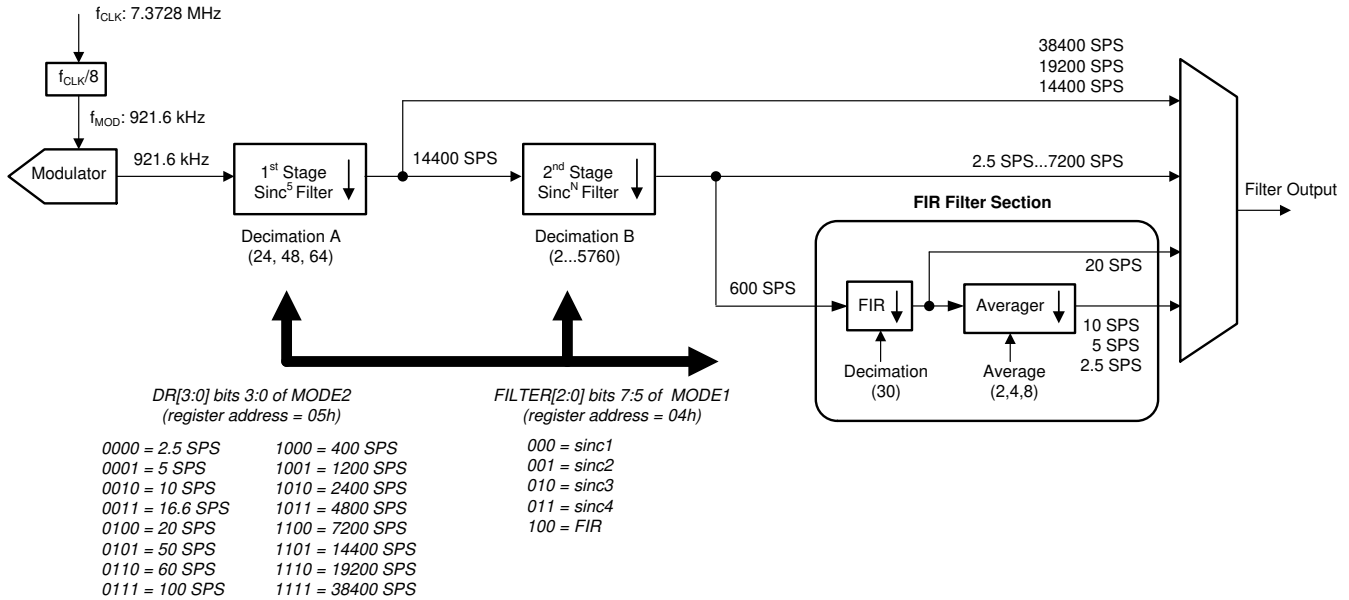 fCLK: 7.3728 MHz
fCLK/8
fMOD: 921.6 kHz
Modulator
921.6 kHz
1st Stage
Sinc5 Filter
Decimation A
(24, 48, 64)
14400 SPS
2nd Stage
SincN Filter
Decimation B
(2...5760)
38400 SPS
19200 SPS
14400 SPS
2.5 SPS...7200 SPS
Filter Output
FIR Filter Section
600 SPS
FIR
Decimation
(30)
20 SPS
Averager
Average
(2,4,8)
10 SPS
5 SPS
2.5 SPS
DR[3:0] bits 3:0 of MODE2
(register address = 05h)
0000 = 2.5 SPS
0001 = 5 SPS
0010 = 10 SPS
0011 = 16.6 SPS
0100 = 20 SPS
0101 = 50 SPS
0110 = 60 SPS
0111 = 100 SPS
1000 = 400 SPS
1001 = 1200 SPS
1010 = 2400 SPS
1011 = 4800 SPS
1100 = 7200 SPS
1101 = 14400 SPS
1110 = 19200 SPS
1111 = 38400 SPS
FILTER[2:0] bits 7:5 of MODE1
(register address = 04h)
000 = sinc1
001 = sinc2
010 = sinc3
011 = sinc4
100 = FIR